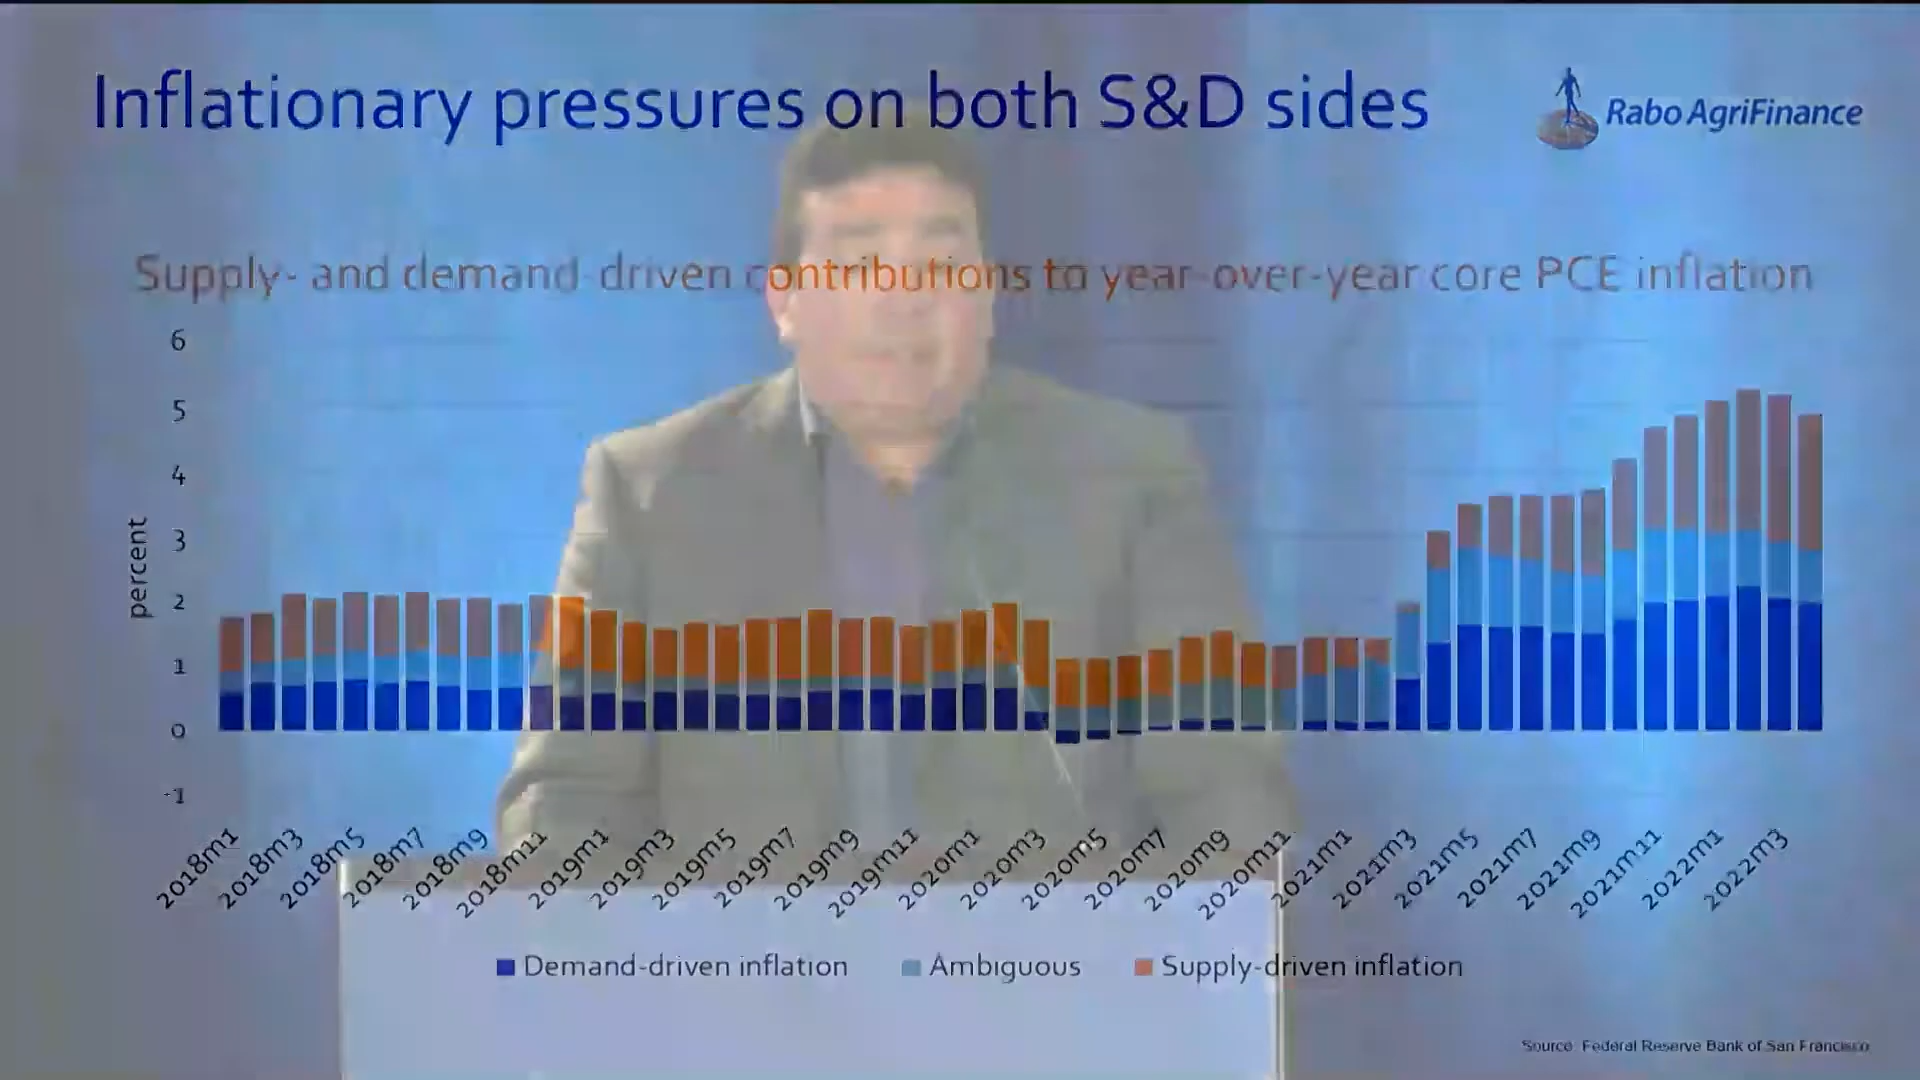 Inflationary pressures on both S&D sides
Rabo AgriFinance
Supply- and demand-driven contributions to year-over-year core PCE inflation
6
5
4
3
2
1
0
-1
percent
2018m1
2018m3
2018m5
2018m7
2018m9
2018m11
2019m1
2019m3
2019m5
2019m7
2019m9
2019m11
2020m1
2020m3
2020m5
2020m7
2020m9
2020m11
2021m1
2021m3
2021m5
2021m7
2021m9
2021m11
2022m1
2022m3
Demand-driven inflation
Ambiguous
Supply-driven inflation
Source: Federal Reserve Bank of San Francisco